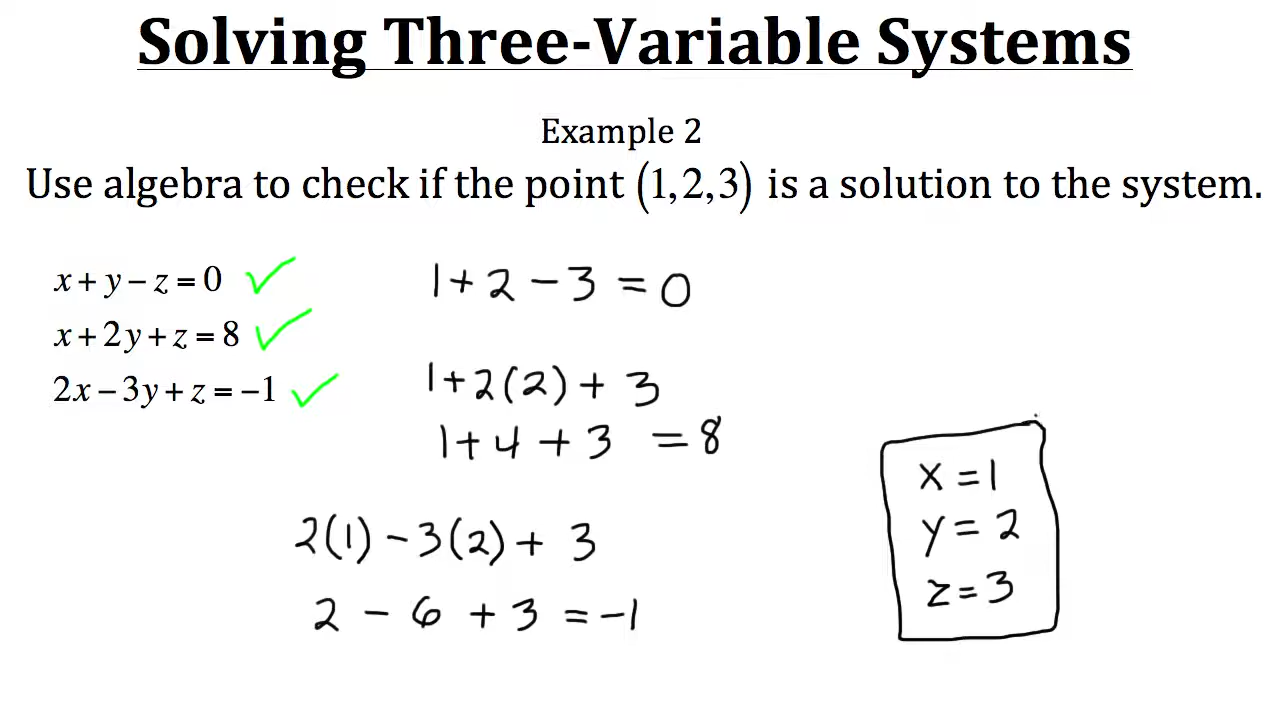 Solving Three-Variable Systems
Example 2
Use algebra to check if the point (1,2,3) is a solution to the system.
x + y − z = 0 ✓
x + 2y + z = 8 ✓
2x − 3y + z = −1 ✓
1 + 2 − 3 = 0
1 + 2(2) + 3
1 + 4 + 3 = 8
2(1) − 3(2) + 3
2 − 6 + 3 = −1
x = 1
y = 2
z = 3